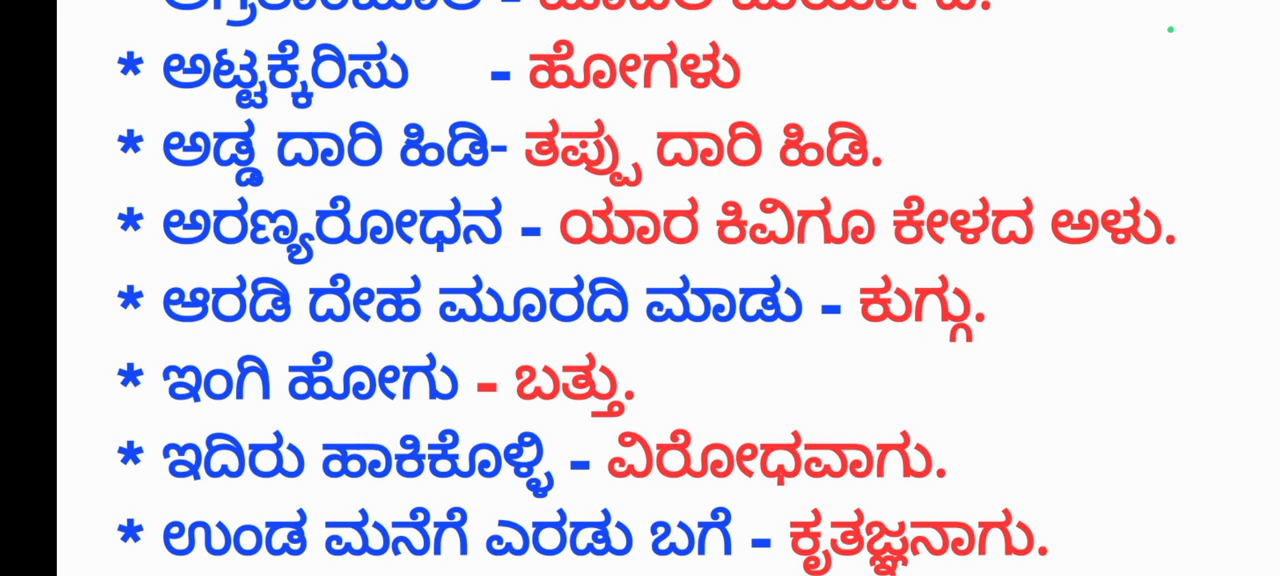 * ಅಟ್ಟಕ್ಕೆರಿಸು - ಹೋಗಳು
* ಅಡ್ಡ ದಾರಿ ಹಿಡಿ- ತಪ್ಪು ದಾರಿ ಹಿಡಿ.
* ಅರಣ್ಯರೋಧನ - ಯಾರ ಕಿವಿಗೂ ಕೇಳದ ಅಳು.
* ಆರಡಿ ದೇಹ ಮೂರದಿ ಮಾಡು - ಕುಗ್ಗು.
* ಇಂಗಿ ಹೋಗು - ಬತ್ತು.
* ಇದಿರು ಹಾಕಿಕೊಳ್ಳಿ - ವಿರೋಧವಾಗು.
* ಉಂಡ ಮನೆಗೆ ಎರಡು ಬಗೆ - ಕೃತಜ್ಞನಾಗು.